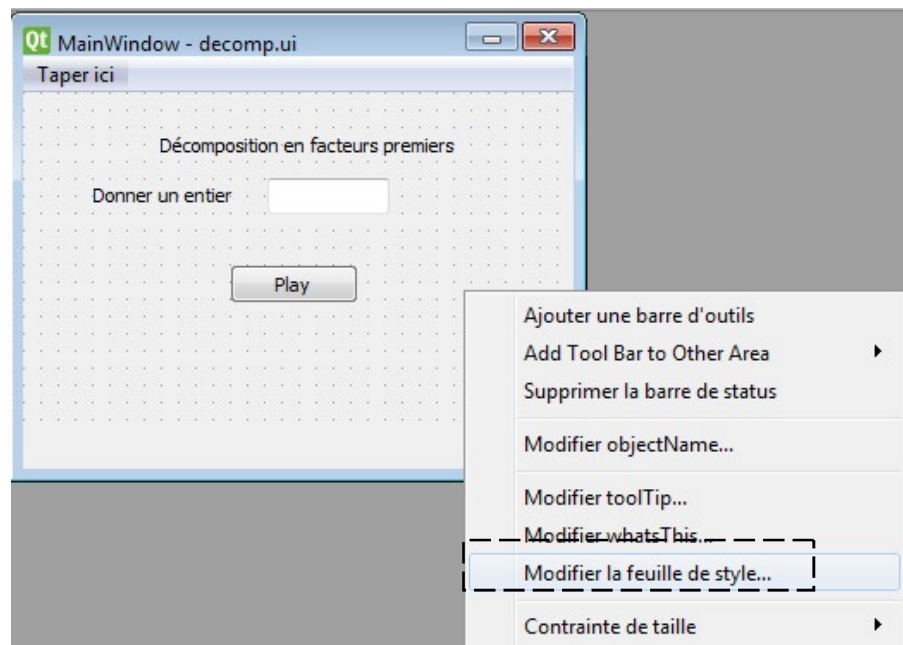 Qt MainWindow - decomp.ui
Taper ici
Décomposition en facteurs premiers
Donner un entier
Play
Ajouter une barre d'outils
Add Tool Bar to Other Area
Supprimer la barre de status
Modifier objectName...
Modifier toolTip...
Modifier whatsThis...
Modifier la feuille de style...
Contrainte de taille